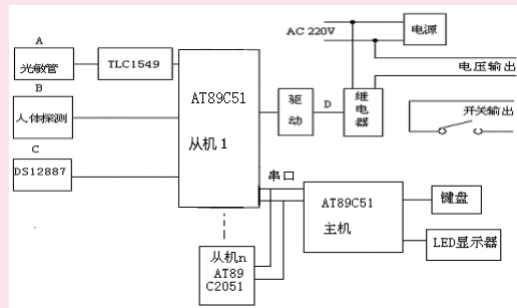 A
光敏管
TLC1549
B
人体探测
C
DS12887
AT89C51
从机1
驱动
D
继电器
AC 220V
电源
电压输出
开关输出
串口
AT89C51
主机
键盘
LED显示器
从机n
AT89
C2051